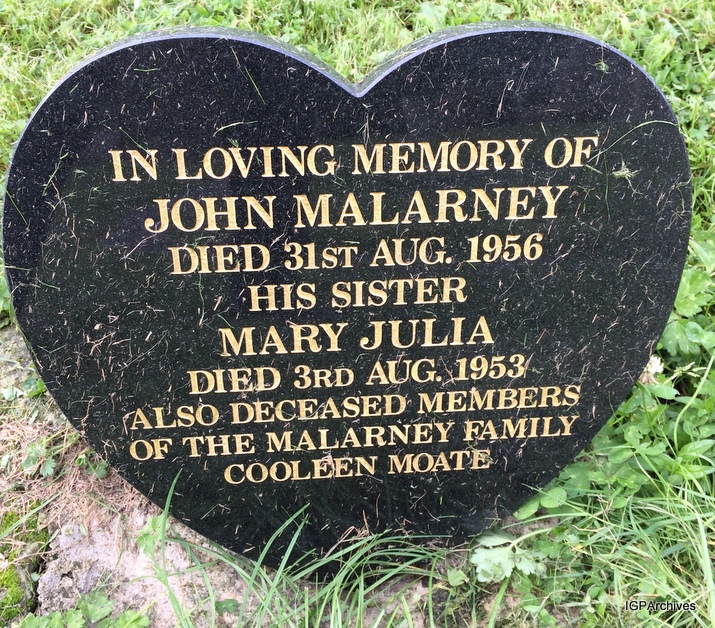 IN LOVING MEMORY OF
JOHN MALARNEY
DIED 31ST AUG. 1956
HIS SISTER
MARY JULIA
DIED 3RD AUG. 1953
ALSO DECEASED MEMBERS
OF THE MALARNEY FAMILY
COOLEEN MOATE
IGPArchives